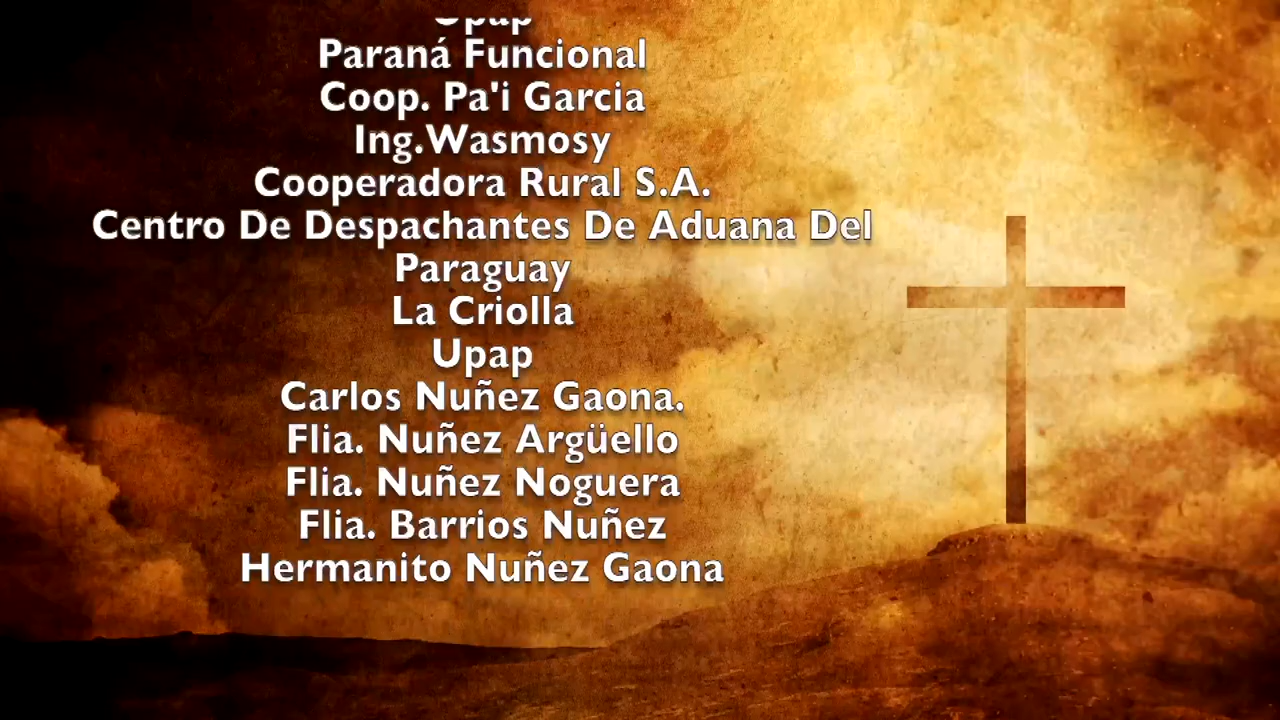 Paraná Funcional
Coop. Pa'i Garcia
Ing.Wasmosy
Cooperadora Rural S.A.
Centro De Despachantes De Aduana Del
Paraguay
La Criolla
Upap
Carlos Nuñez Gaona.
Flia. Nuñez Argüello
Flia. Nuñez Noguera
Flia. Barrios Nuñez
Hermanito Nuñez Gaona